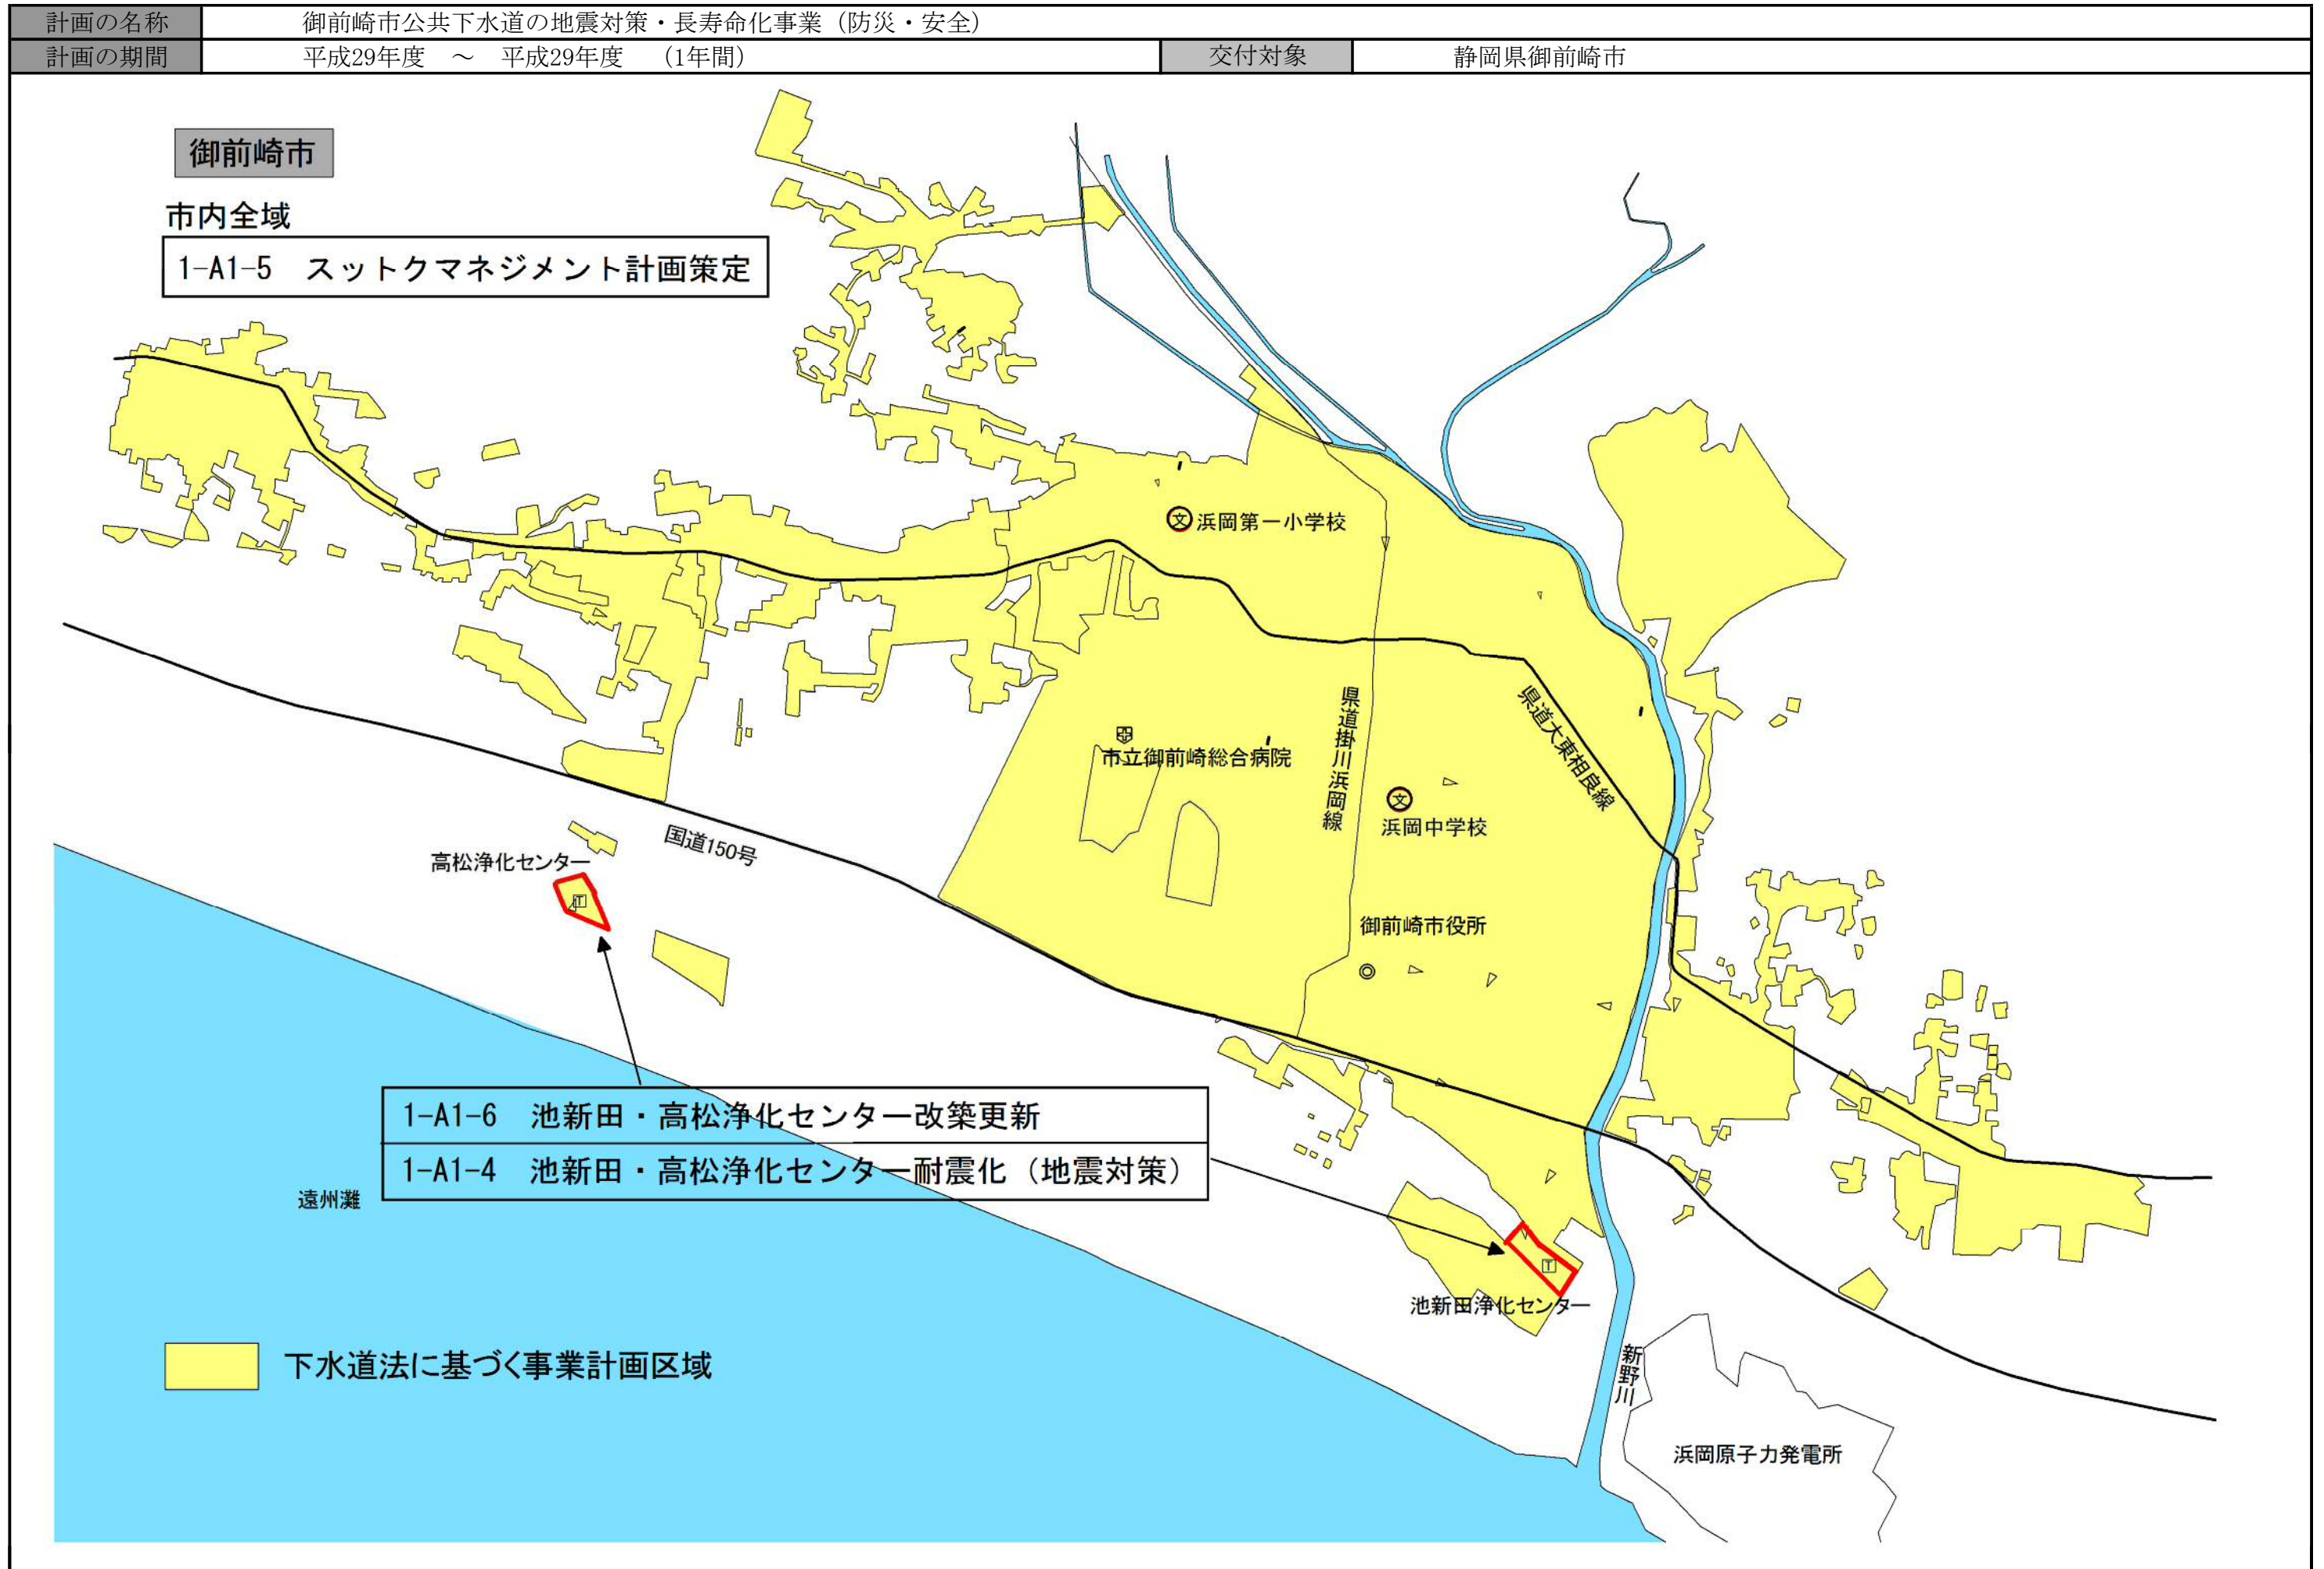 計画の名称 御前崎市公共下水道の地震対策・長寿命化事業（防災・安全）
計画の期間 平成29年度　～　平成29年度　（1年間） 交付対象 静岡県御前崎市
御前崎市
市内全域
1-A1-5　スットクマネジメント計画策定
文 浜岡第一小学校
県道掛川浜岡線
県道大東相良線
市立御前崎総合病院
文
浜岡中学校
国道150号
高松浄化センター
T
御前崎市役所
1-A1-6　池新田・高松浄化センター改築更新
1-A1-4　池新田・高松浄化センター耐震化（地震対策）
遠州灘
T
池新田浄化センター
新野川
下水道法に基づく事業計画区域
浜岡原子力発電所